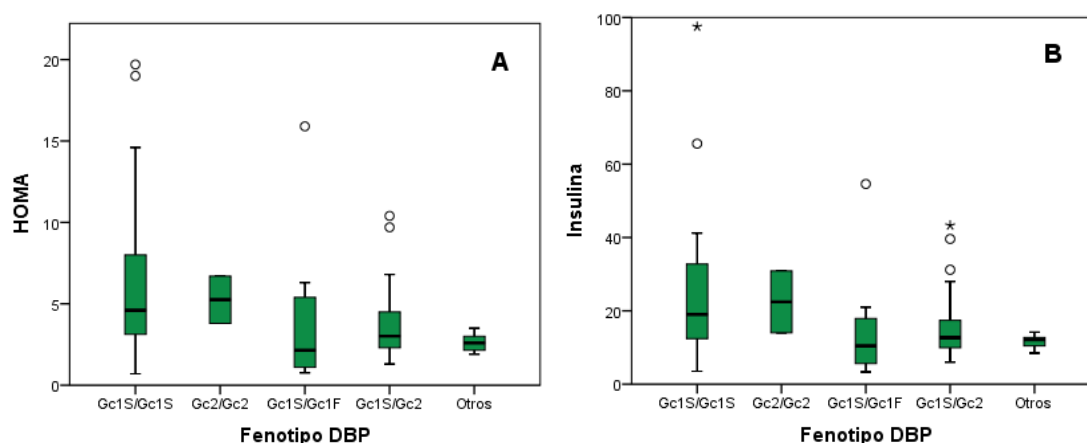 A
HOMA
20
15
10
5
0
Gc1S/Gc1S Gc2/Gc2 Gc1S/Gc1F Gc1S/Gc2 Otros
Fenotipo DBP
B
Insulina
100
80
60
40
20
0
Gc1S/Gc1S Gc2/Gc2 Gc1S/Gc1F Gc1S/Gc2 Otros
Fenotipo DBP